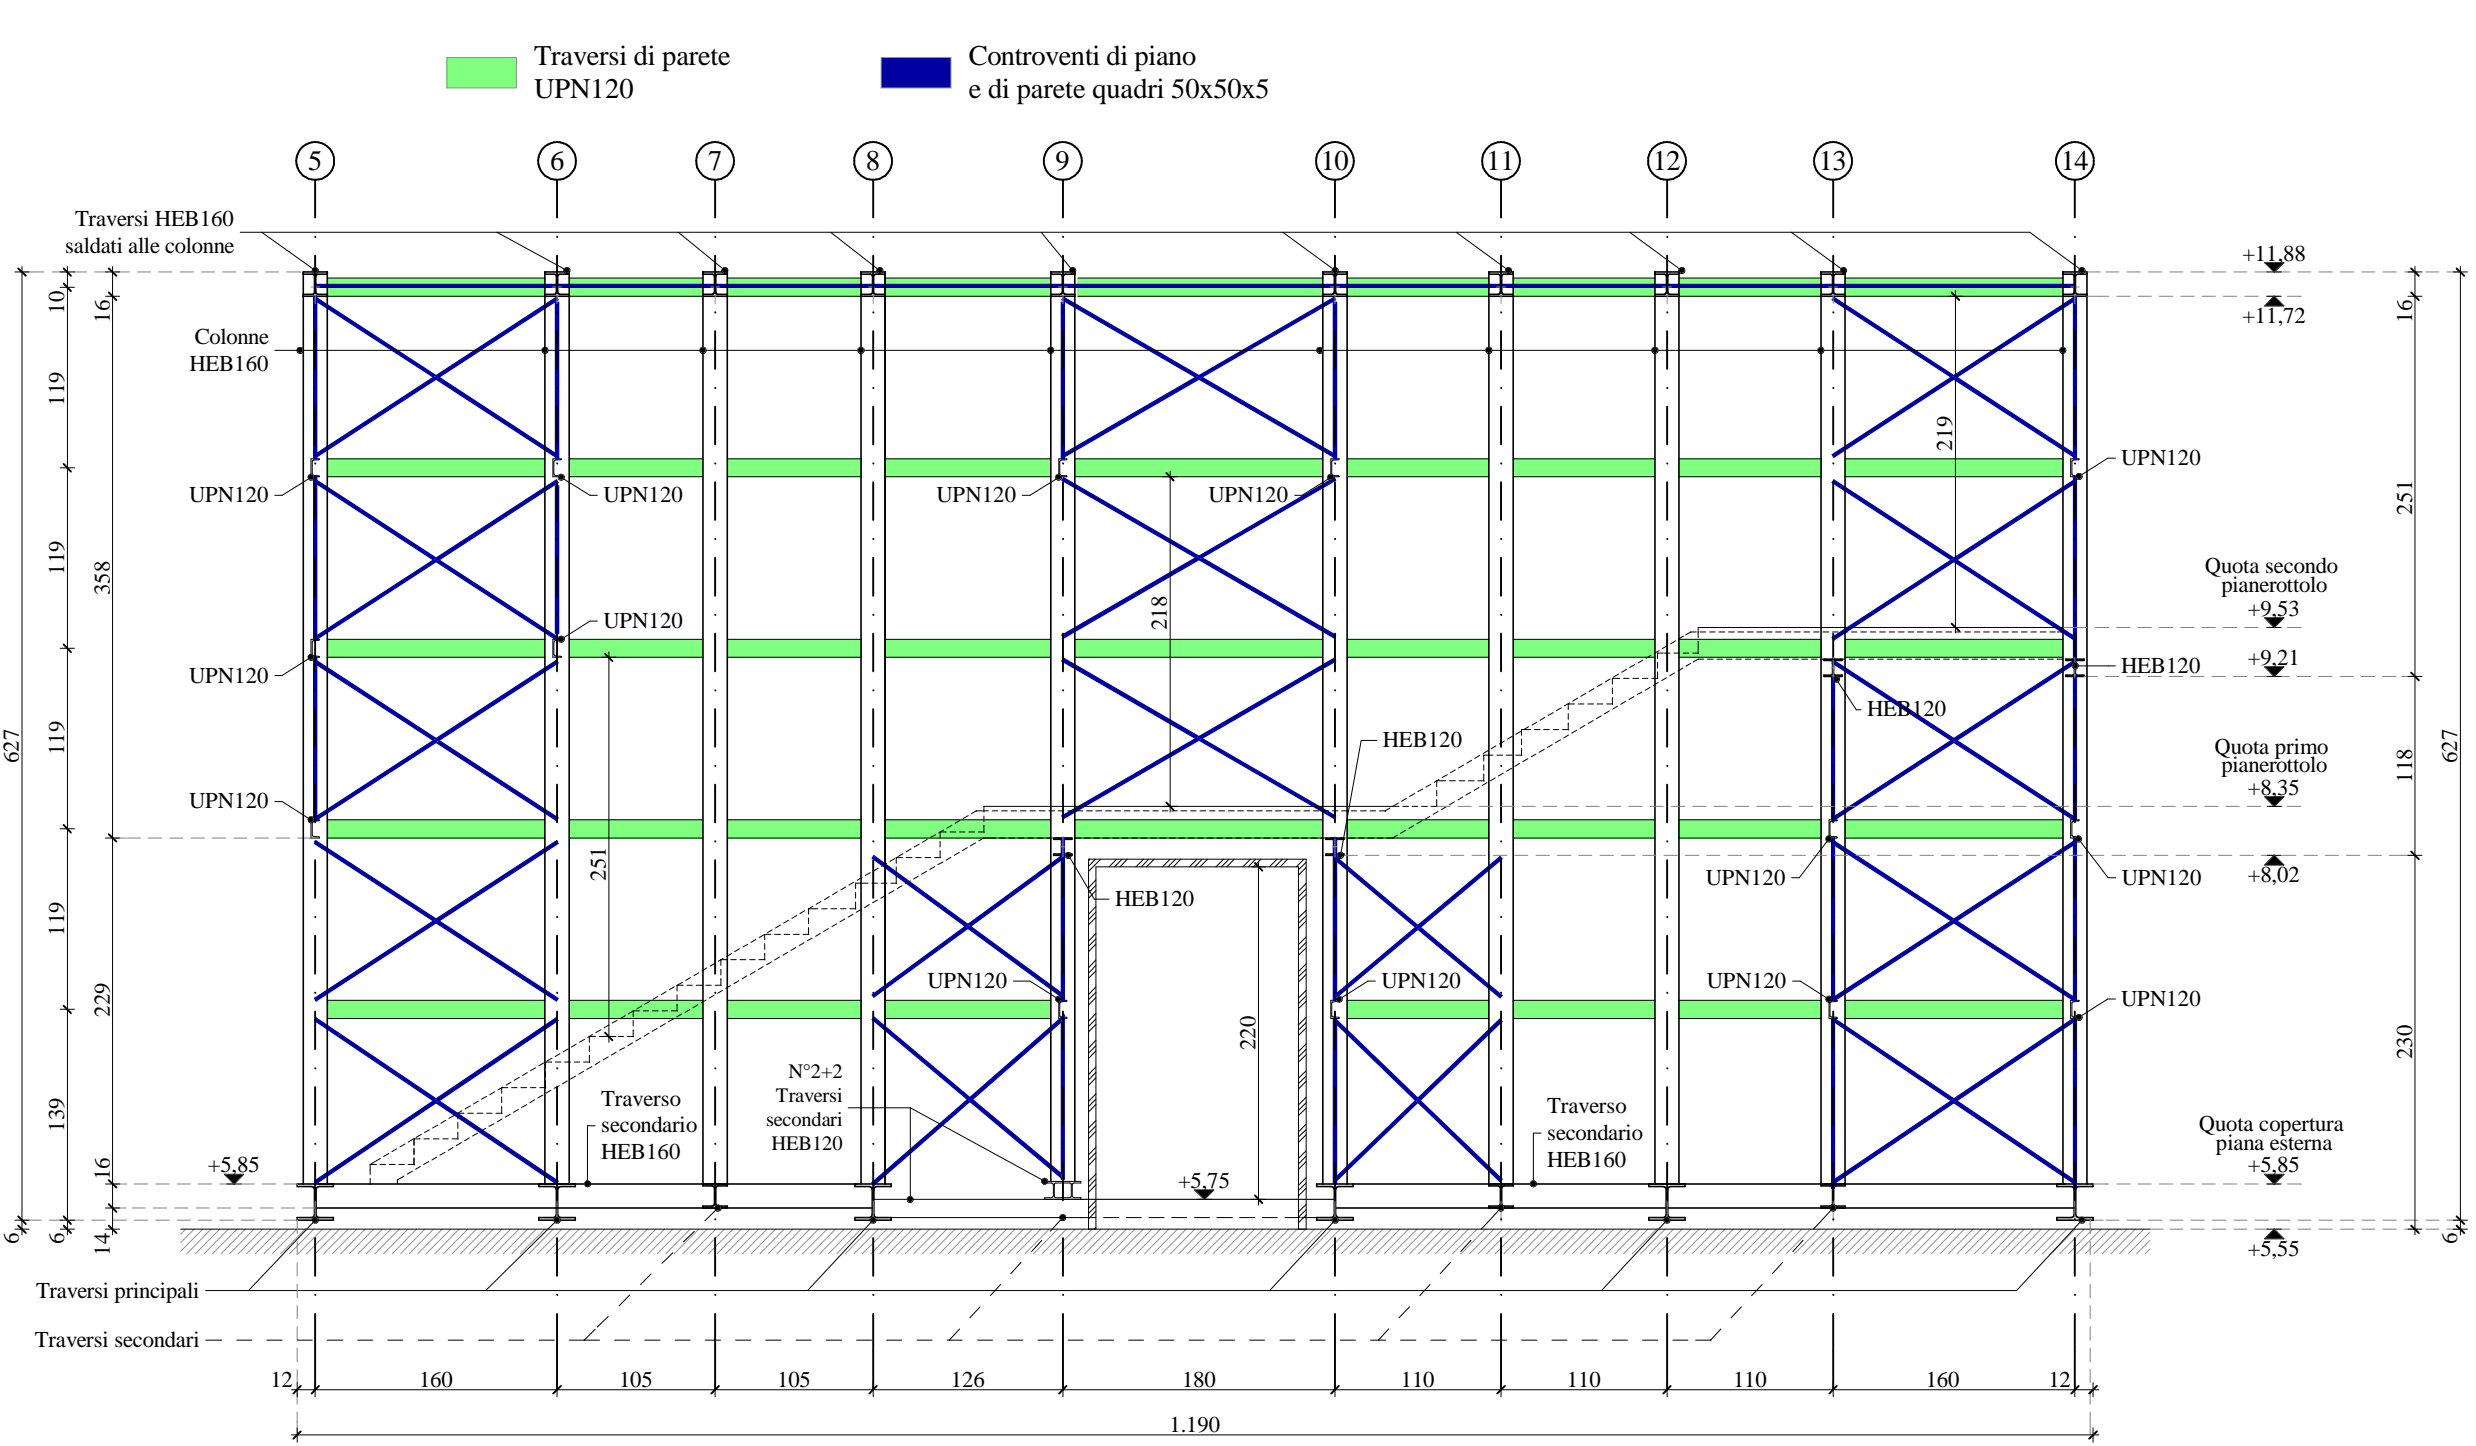 Traversi di parete
UPN120
Controventi di piano
e di parete quadri 50x50x5
5
6
7
8
9
10
11
12
13
14
Traversi HEB160
saldati alle colonne
+11,88
10
16
16
+11,72
Colonne
HEB160
119
219
UPN120
UPN120
UPN120
UPN120
UPN120
251
119
358
218
Quota secondo
pianerottolo
+9,53
UPN120
UPN120
HEB120
+9,21
HEB120
627
119
HEB120
Quota primo
pianerottolo
+8,35
118
627
UPN120
251
119
HEB120
UPN120
UPN120
+8,02
229
UPN120
UPN120
UPN120
UPN120
220
230
139
N°2+2
Traversi
secondari
HEB120
Traverso
secondario
HEB160
Traverso
secondario
HEB160
Quota copertura
piana esterna
+5,85
+5,85
+5,75
16
6
6
14
6
+5,55
Traversi principali
Traversi secondari
12
160
105
105
126
180
110
110
110
160
12
1.190